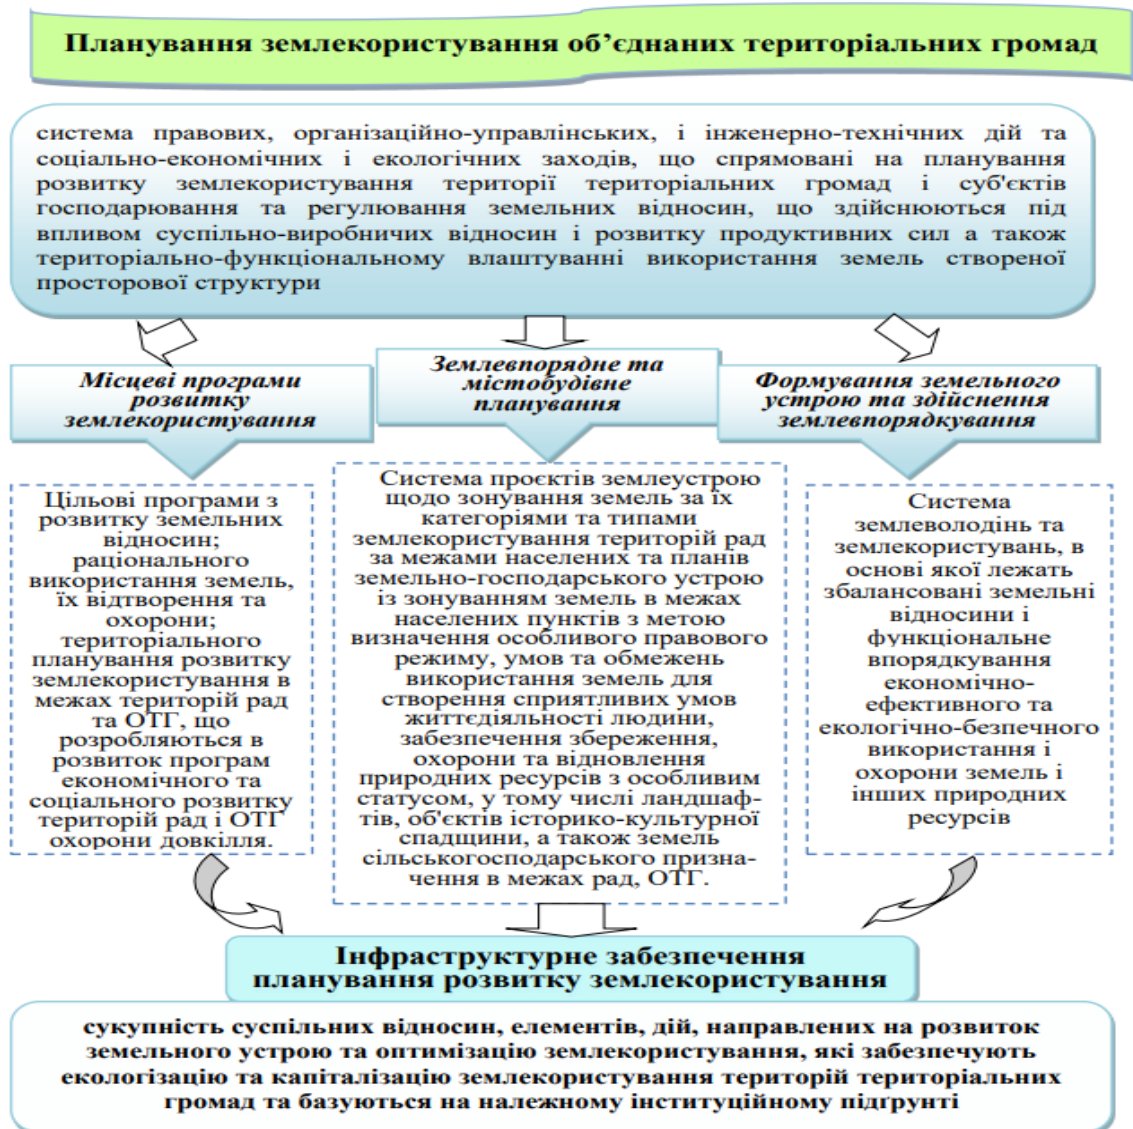 Планування землекористування об’єднаних територіальних громад
система правових, організаційно-управлінських, і інженерно-технічних дій та
соціально-економічних і екологічних заходів, що спрямовані на планування
розвитку землекористування території територіальних громад і суб'єктів
господарювання та регулювання земельних відносин, що здійснюються під
впливом суспільно-виробничих відносин і розвитку продуктивних сил а також
територіально-функціональному влаштуванні використання земель створеної
просторової структури
Місцеві програми
розвитку
землекористування
Землевпорядне та
містобудівне
планування
Формування земельного
устрою та здійснення
землевпорядкування
Цільові програми з
розвитку земельних
відносин;
раціонального
використання земель,
їх відтворення та
охорони;
територіального
планування розвитку
землекористування в
межах територій рад
та ОТГ, що
розробляються в
розвиток програм
економічного та
соціального розвитку
територій рад і ОТГ
охорони довкілля.
Система проєктів землеустрою
щодо зонування земель за їх
категоріями та типами
землекористування територій рад
за межами населених та планів
земельно-господарського устрою
із зонуванням земель в межах
населених пунктів з метою
визначення особливого правового
режиму, умов та обмежень
використання земель для
створення сприятливих умов
життєдіяльності людини,
забезпечення збереження,
охорони та відновлення
природних ресурсів з особливим
статусом, у тому числі ландшаф-
тів, об'єктів історико-культурної
спадщини, а також земель
сільськогосподарського призна-
чення в межах рад, ОТГ.
Система
землеволодінь та
землекористувань, в
основі якої лежать
збалансовані земельні
відносини і
функціональне
впорядкування
економічно-
ефективного та
екологічно-безпечного
використання і
охорони земель і
інших природних
ресурсів
Інфраструктурне забезпечення
планування розвитку землекористування
сукупність суспільних відносин, елементів, дій, направлених на розвиток
земельного устрою та оптимізацію землекористування, які забезпечують
екологізацію та капіталізацію землекористування територій територіальних
громад та базуються на належному інституційному підґрунті